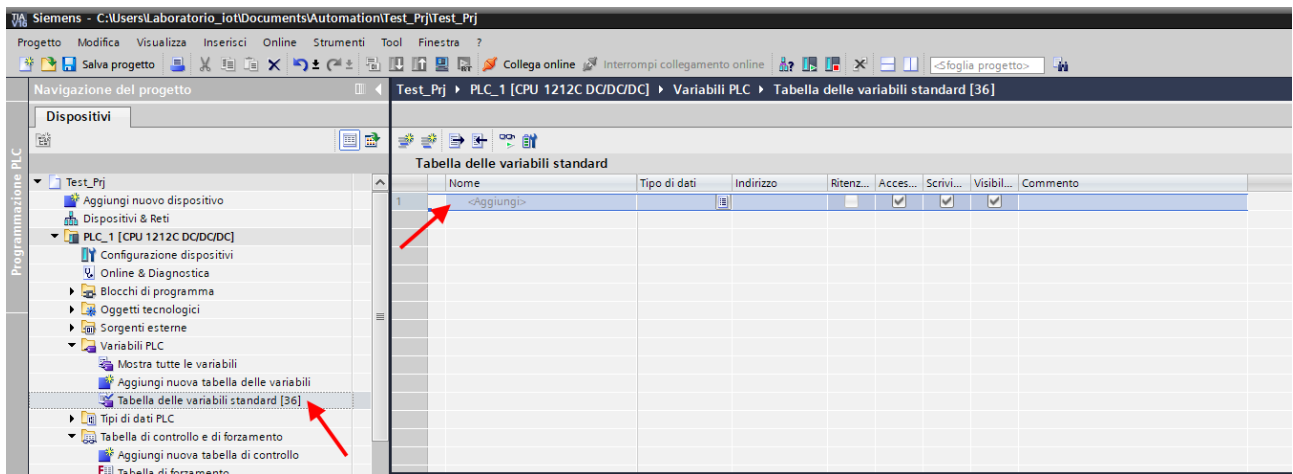 Siemens - C:\Users\Laboratorio_iot\Documents\Automation\Test_Prj\Test_Prj
Progetto Modifica Visualizza Inserisci Online Strumenti Tool Finestra ?
Salva progetto Collega online Interrompi collegamento online <Sfoglia progetto>
Navigazione del progetto
Test_Prj PLC_1 [CPU 1212C DC/DC/DC] Variabili PLC Tabella delle variabili standard [36]
Dispositivi
Programmazione PLC
Tabella delle variabili standard
Nome Tipo di dati Indirizzo Ritenz... Acces... Scrivi... Visibil... Commento
1 <Aggiungi>
Test_Prj
Aggiungi nuovo dispositivo
Dispositivi & Reti
PLC_1 [CPU 1212C DC/DC/DC]
Configurazione dispositivi
Online & Diagnostica
Blocchi di programma
Oggetti tecnologici
Sorgenti esterne
Variabili PLC
Mostra tutte le variabili
Aggiungi nuova tabella delle variabili
Tabella delle variabili standard [36]
Tipi di dati PLC
Tabella di controllo e di forzamento
Aggiungi nuova tabella di controllo
Tabella di forzamento